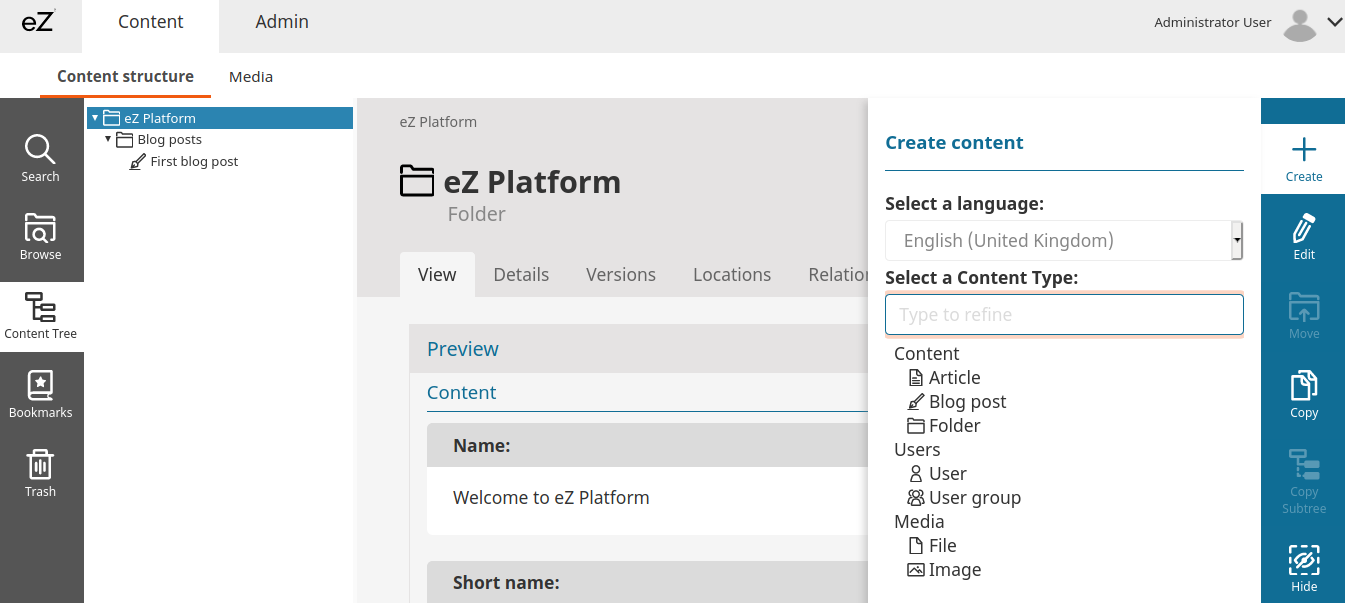 eZ
Content
Admin
Administrator User
Content structure
Media
Search
Browse
Content Tree
Bookmarks
Trash
eZ Platform
Blog posts
First blog post
eZ Platform
eZ Platform
Folder
View
Details
Versions
Locations
Relation
Preview
Content
Name:
Welcome to eZ Platform
Short name:
Create content
Select a language:
English (United Kingdom)
Select a Content Type:
Type to refine
Content
Article
Blog post
Folder
Users
User
User group
Media
File
Image
Create
Edit
Move
Copy
Copy
Subtree
Hide